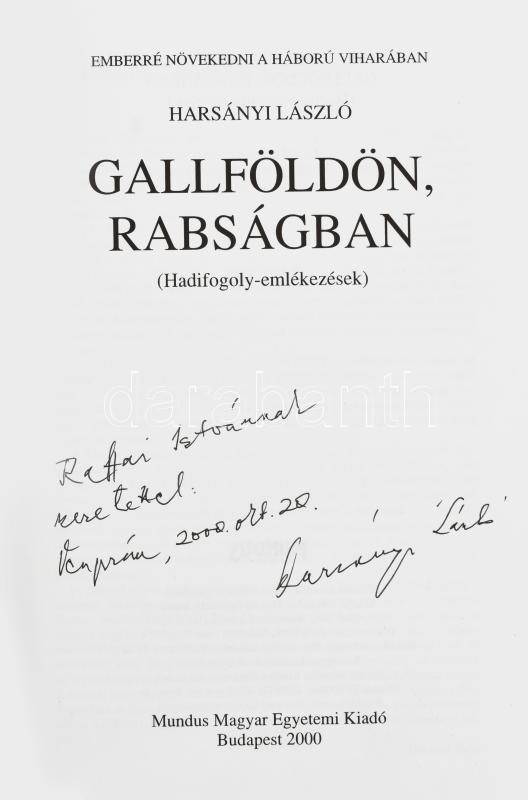 EMBERRÉ NÖVEKEDNI A HÁBORÚ VIHARÁBAN
HARSÁNYI LÁSZLÓ
GALLFÖLDÖN,
RABSÁGBAN
(Hadifogoly-emlékezések)
darabanth
Raffai Istvánnak
szeretettel:
Veszprém, 2000. okt. 20.
Harsányi László
Mundus Magyar Egyetemi Kiadó
Budapest 2000